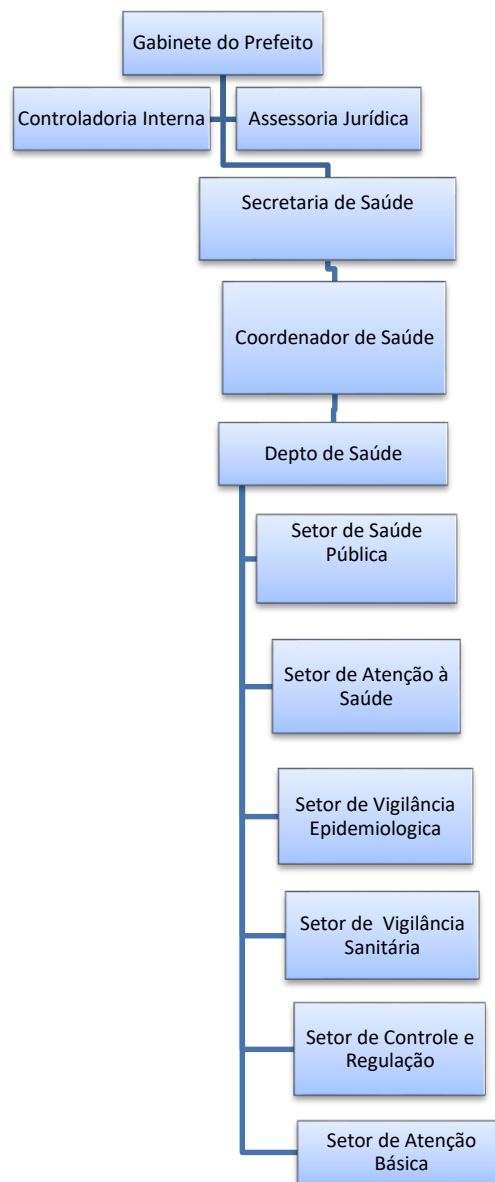 Gabinete do Prefeito
Controladoria Interna
Assessoria Jurídica
Secretaria de Saúde
Coordenador de Saúde
Depto de Saúde
Setor de Saúde
Pública
Setor de Atenção à
Saúde
Setor de Vigilância
Epidemiologica
Setor de  Vigilância
Sanitária
Setor de Controle e
Regulação
Setor de Atenção
Básica